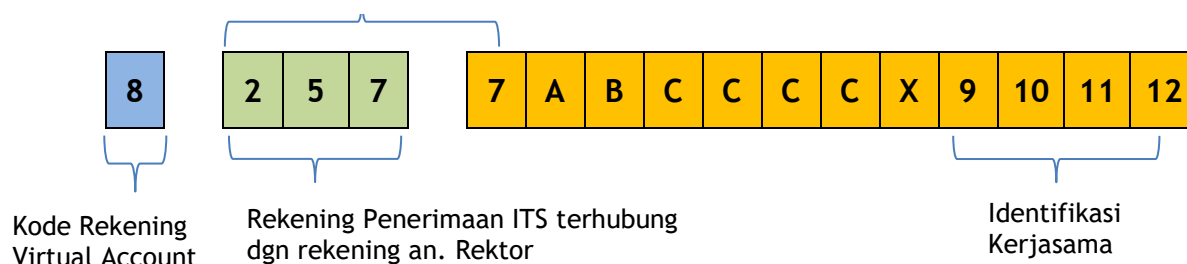 8 2 5 7 7 A B C C C C X 9 10 11 12
Kode Rekening
Virtual Account
Rekening Penerimaan ITS terhubung
dgn rekening an. Rektor
Identifikasi
Kerjasama